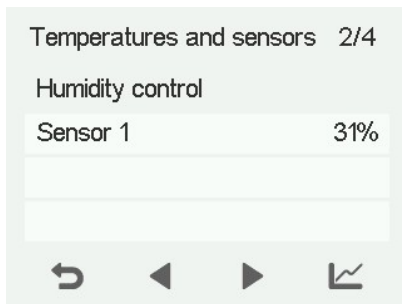 Temperatures and sensors 2/4
Humidity control
Sensor 1 31%